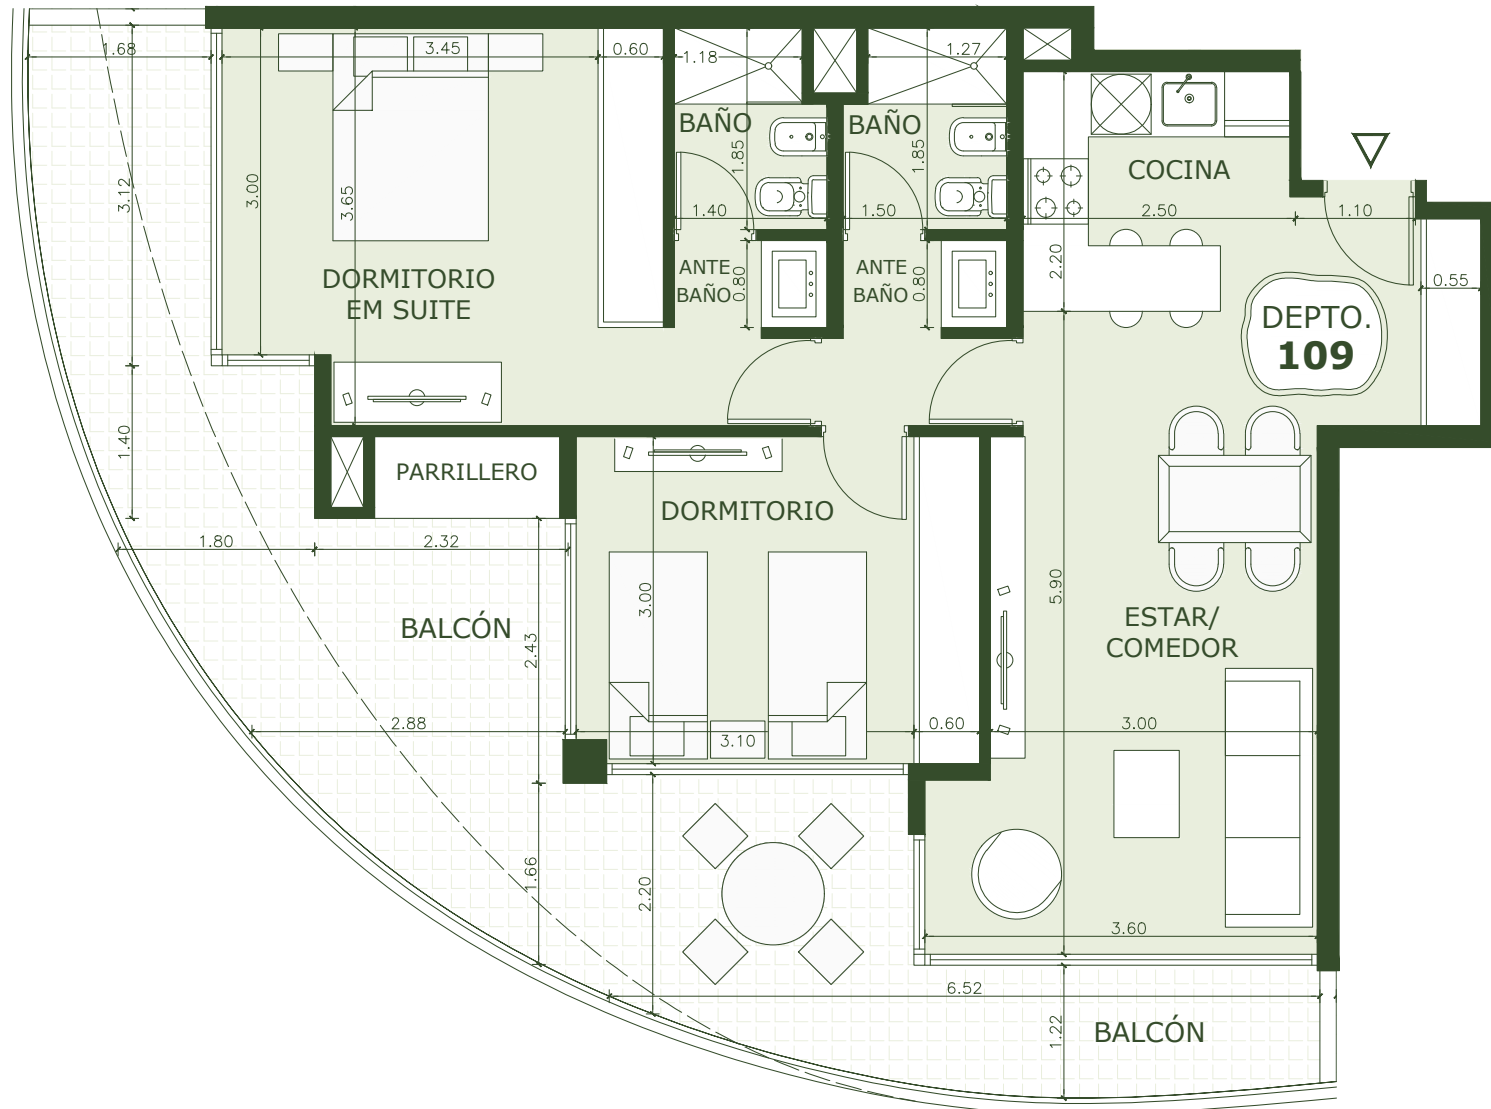 1.68
3.45
0.60
1.18
1.27
BAÑO
BAÑO
1.85
1.85
COCINA
3.12
3.00
3.65
1.40
1.50
2.50
1.10
DORMITORIO
EM SUITE
ANTE
BAÑO
0.80
ANTE
BAÑO
0.80
2.20
0.55
DEPTO.
109
1.40
PARRILLERO
DORMITORIO
1.80
2.32
3.00
5.90
BALCÓN
2.43
ESTAR/
COMEDOR
2.88
3.10
0.60
3.00
1.66
2.20
3.60
6.52
1.22
BALCÓN